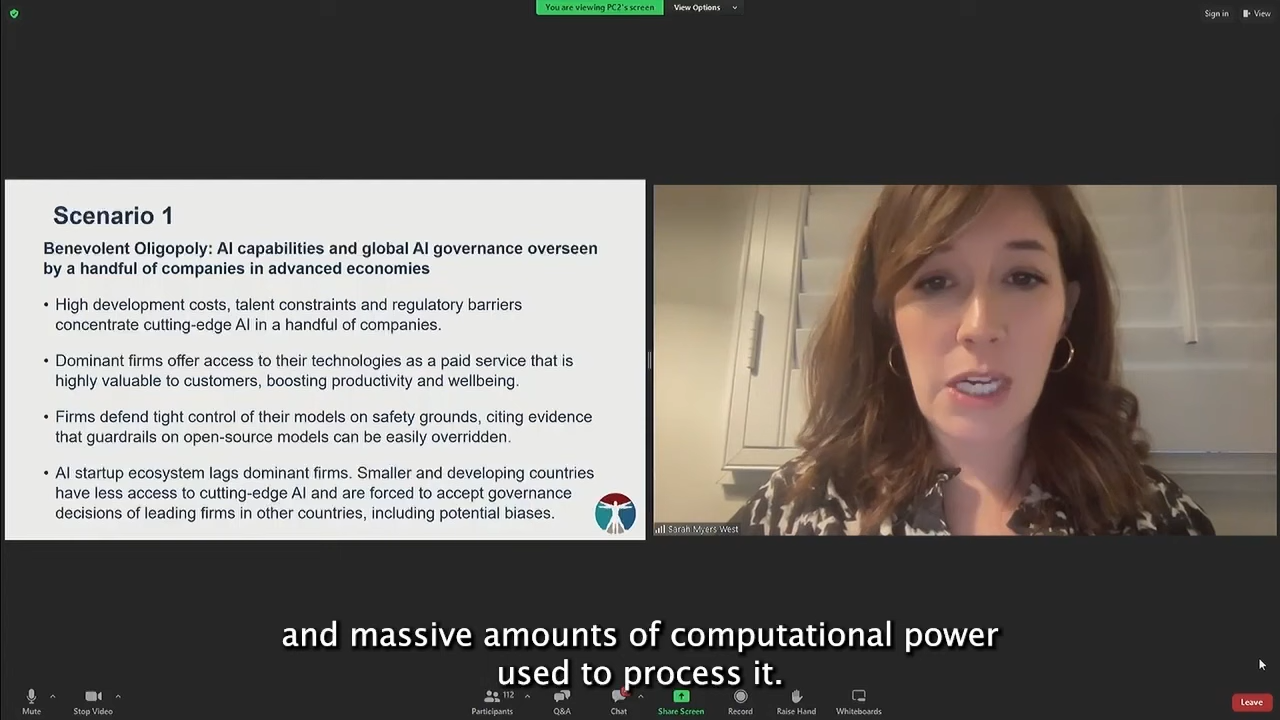 You are viewing PC2's screen
View Options
Sign in
View
Scenario 1
Benevolent Oligopoly: AI capabilities and global AI governance overseen
by a handful of companies in advanced economies
• High development costs, talent constraints and regulatory barriers
concentrate cutting-edge AI in a handful of companies.
• Dominant firms offer access to their technologies as a paid service that is
highly valuable to customers, boosting productivity and wellbeing.
• Firms defend tight control of their models on safety grounds, citing evidence
that guardrails on open-source models can be easily overridden.
• AI startup ecosystem lags dominant firms. Smaller and developing countries
have less access to cutting-edge AI and are forced to accept governance
decisions of leading firms in other countries, including potential biases.
Sarah Myers West
and massive amounts of computational power
used to process it.
Mute
Stop Video
112
Participants
Q&A
Chat
Share Screen
Record
Raise Hand
Whiteboards
Leave